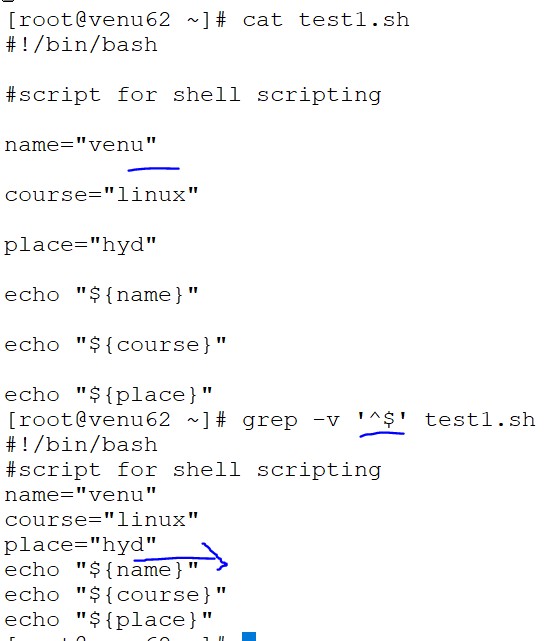 [root@venu62 ~]# cat test1.sh
#!/bin/bash
#script for shell scripting
name="venu"
course="linux"
place="hyd"
echo "${name}"
echo "${course}"
echo "${place}"
[root@venu62 ~]# grep -v '^$' test1.sh
#!/bin/bash
#script for shell scripting
name="venu"
course="linux"
place="hyd"
echo "${name}"
echo "${course}"
echo "${place}"
[root@venu62 ~]#